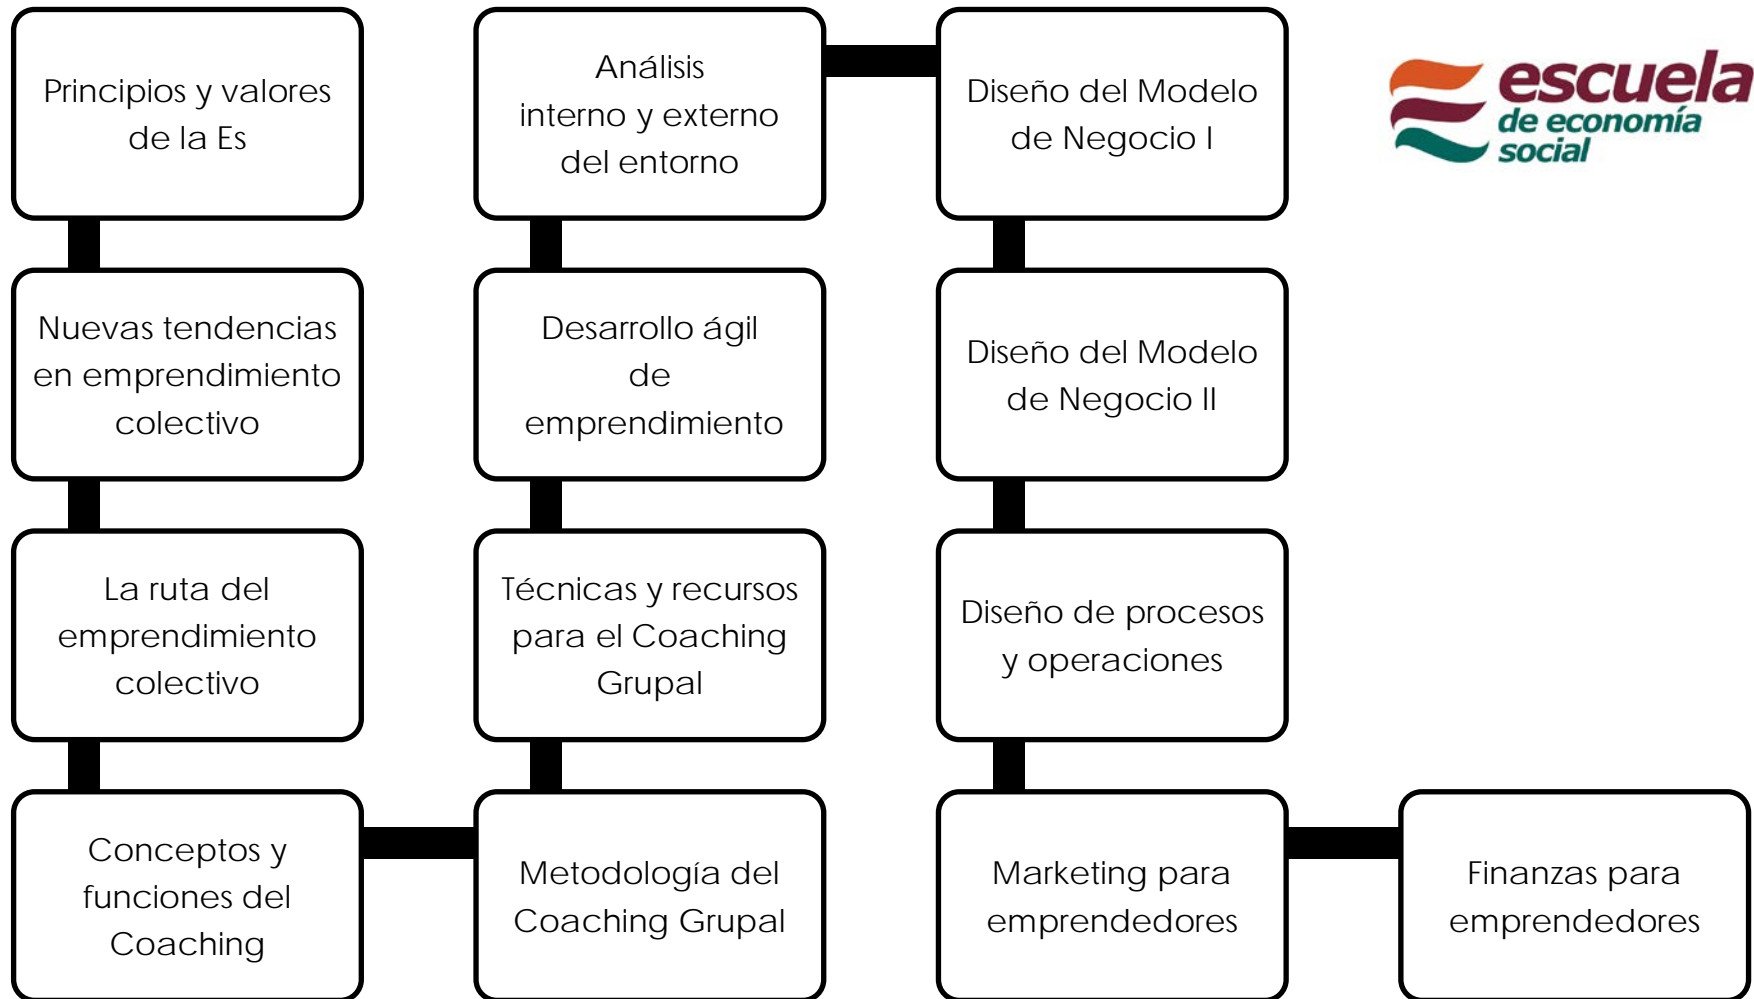 Principios y valores
de la Es
Nuevas tendencias
en emprendimiento
colectivo
La ruta del
emprendimiento
colectivo
Conceptos y
funciones del
Coaching
Metodología del
Coaching Grupal
Técnicas y recursos
para el Coaching
Grupal
Desarrollo ágil
de
emprendimiento
Análisis
interno y externo
del entorno
Diseño del Modelo
de Negocio I
Diseño del Modelo
de Negocio II
Diseño de procesos
y operaciones
Marketing para
emprendedores
Finanzas para
emprendedores
escuela
de economía
social